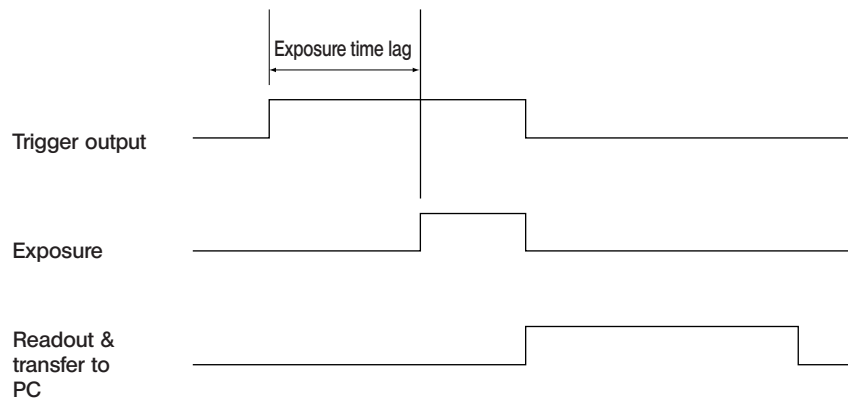 Exposure time lag
Trigger output
Exposure
Readout &
transfer to
PC